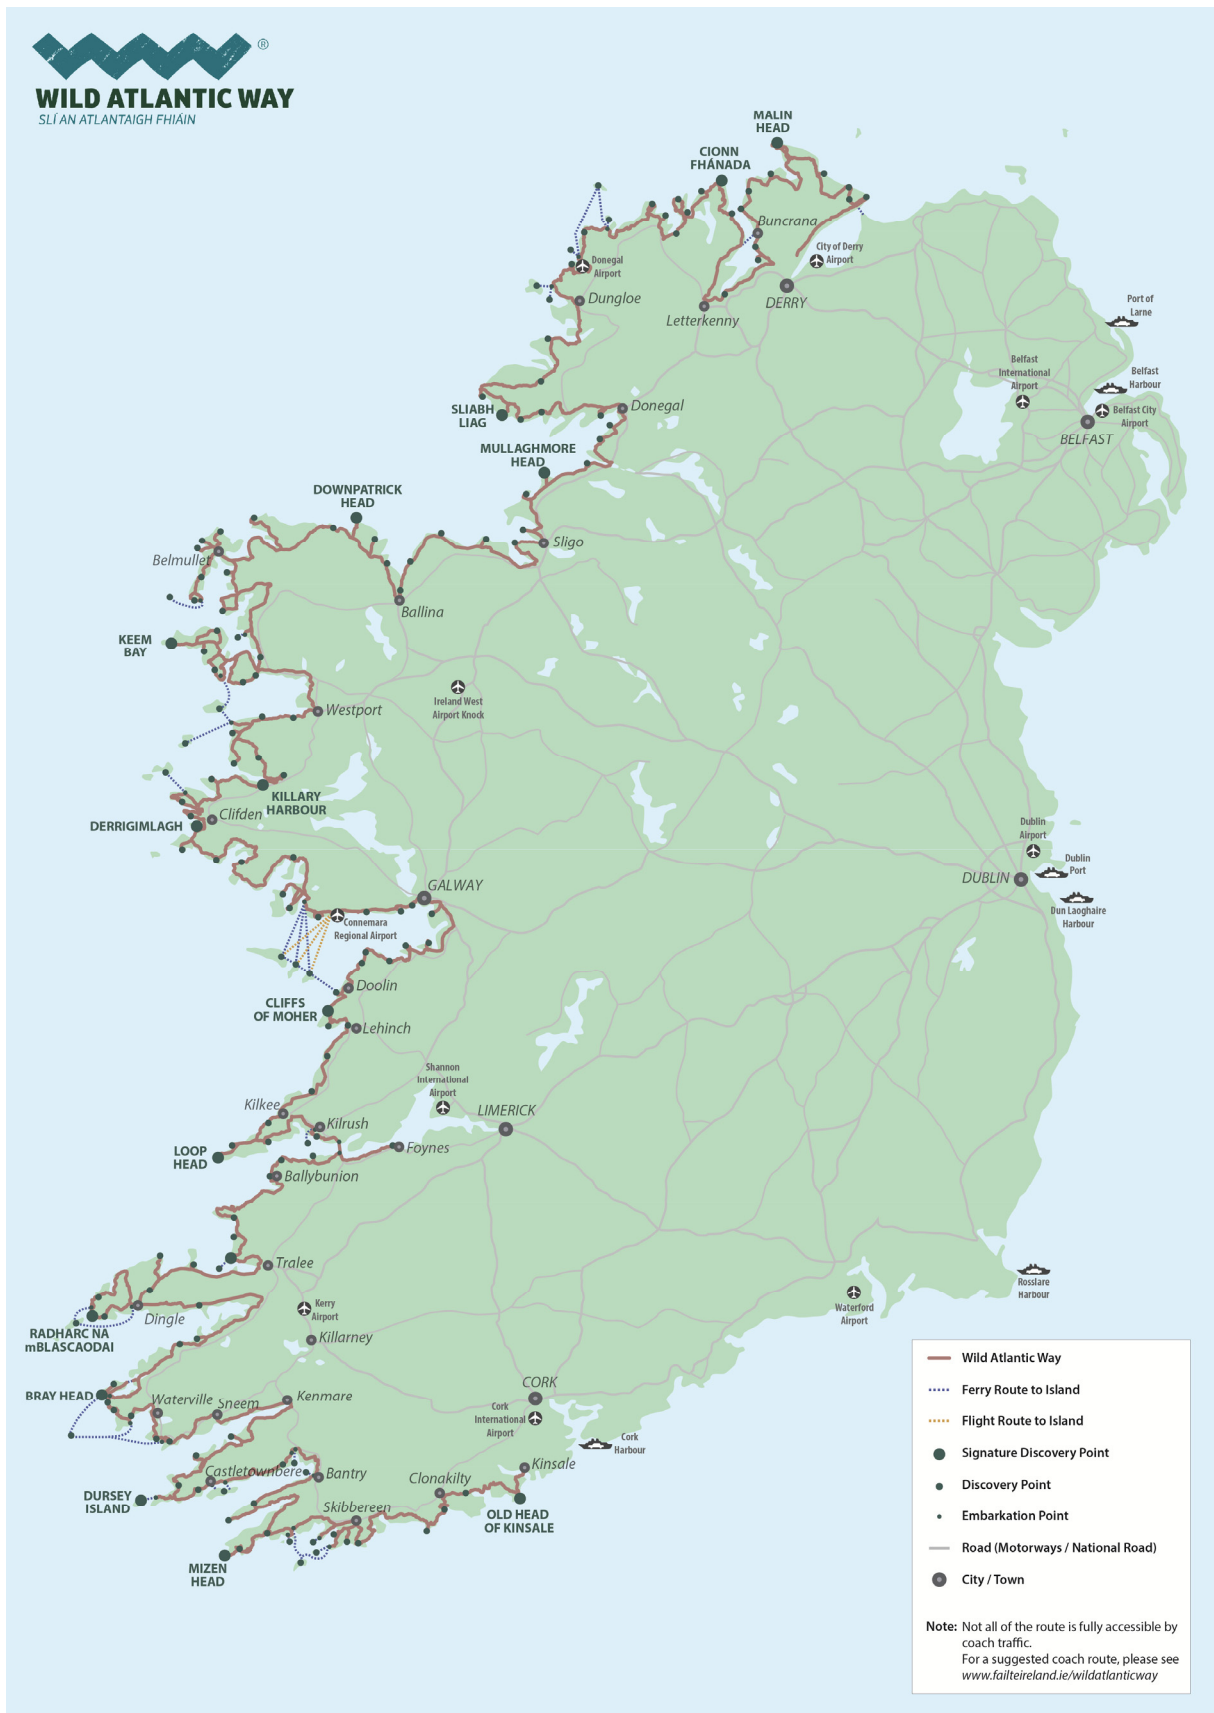 ®
WILD ATLANTIC WAY
SLÍ AN ATLANTAIGH FHIÁIN
MALIN
HEAD
CIONN
FHÁNADA
Buncrana
City of Derry
Airport
Donegal
Airport
Dungloe
DERRY
Letterkenny
Port of
Larne
Belfast
International
Airport
Belfast
Harbour
Belfast City
Airport
BELFAST
SLIABH
LIAG
Donegal
MULLAGHMORE
HEAD
DOWNPATRICK
HEAD
Sligo
Belmullet
Ballina
KEEM
BAY
Ireland West
Airport Knock
Westport
KILLARY
HARBOUR
Clifden
DERRIGIMLAGH
Dublin
Airport
Dublin
Port
DUBLIN
Dun Laoghaire
Harbour
GALWAY
Connemara
Regional Airport
Doolin
CLIFFS
OF MOHER
Lehinch
Shannon
International
Airport
Kilkee
Kilrush
LIMERICK
LOOP
HEAD
Foynes
Ballybunion
Tralee
Rosslare
Harbour
Waterford
Airport
Kerry
Airport
Dingle
RADHARC NA
mBLASCAODAI
Killarney
BRAY HEAD
Waterville
Sneem
Kenmare
CORK
Cork
International
Airport
Cork
Harbour
Castletownbere
Bantry
Kinsale
Clonakilty
DURSEY
ISLAND
Skibbereen
OLD HEAD
OF KINSALE
MIZEN
HEAD
Wild Atlantic Way
Ferry Route to Island
Flight Route to Island
Signature Discovery Point
Discovery Point
Embarkation Point
Road (Motorways / National Road)
City / Town
Note: Not all of the route is fully accessible by
coach traffic.
For a suggested coach route, please see
www.failteireland.ie/wildatlanticway